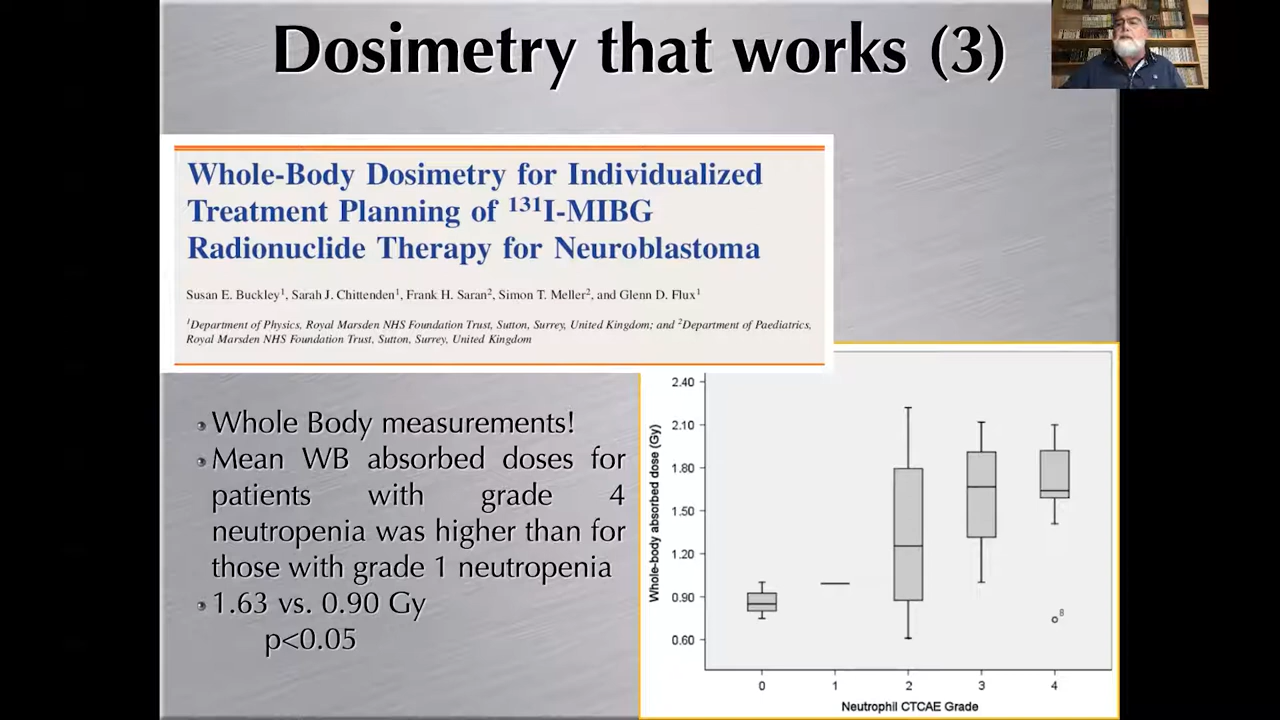 Dosimetry that works (3)
Whole-Body Dosimetry for Individualized
Treatment Planning of ¹³¹I-MIBG
Radionuclide Therapy for Neuroblastoma
Susan E. Buckley¹, Sarah J. Chittenden¹, Frank H. Saran², Simon T. Meller², and Glenn D. Flux¹
¹Department of Physics, Royal Marsden NHS Foundation Trust, Sutton, Surrey, United Kingdom; and ²Department of Paediatrics,
Royal Marsden NHS Foundation Trust, Sutton, Surrey, United Kingdom
Whole Body measurements!
Mean WB absorbed doses for
patients with grade 4
neutropenia was higher than for
those with grade 1 neutropenia
1.63 vs. 0.90 Gy
p<0.05
Whole-body absorbed dose (Gy)
2.40
2.10
1.80
1.50
1.20
0.90
0.60
8
0 1 2 3 4
Neutrophil CTCAE Grade